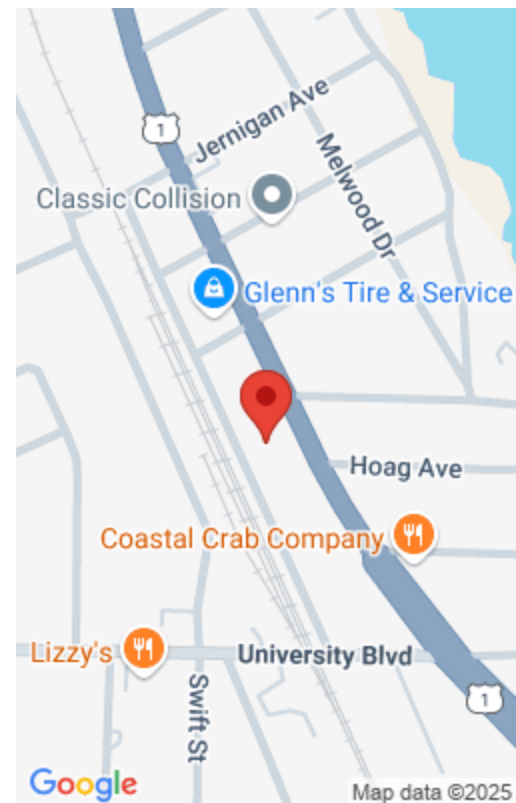 1
Jernigan Ave
Melwood Dr
Classic Collision
Glenn's Tire & Service
Hoag Ave
Coastal Crab Company
Lizzy's
University Blvd
Swift St
1
Google
Map data ©2025